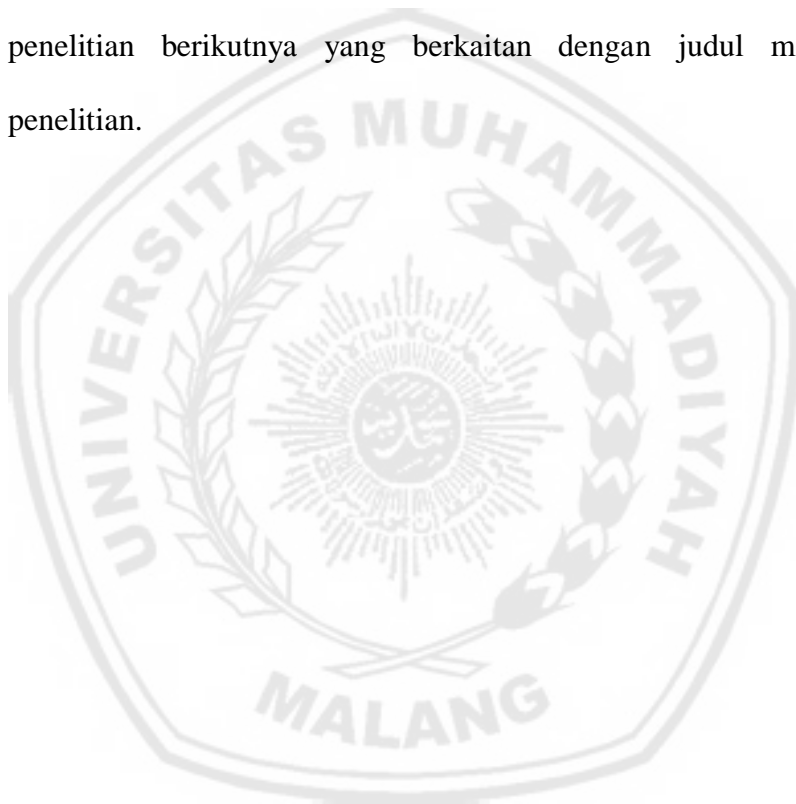 penelitian berikutnya yang berkaitan dengan judul m
penelitian.
UNIVERSITAS MUHAMMADIYAH
MALANG